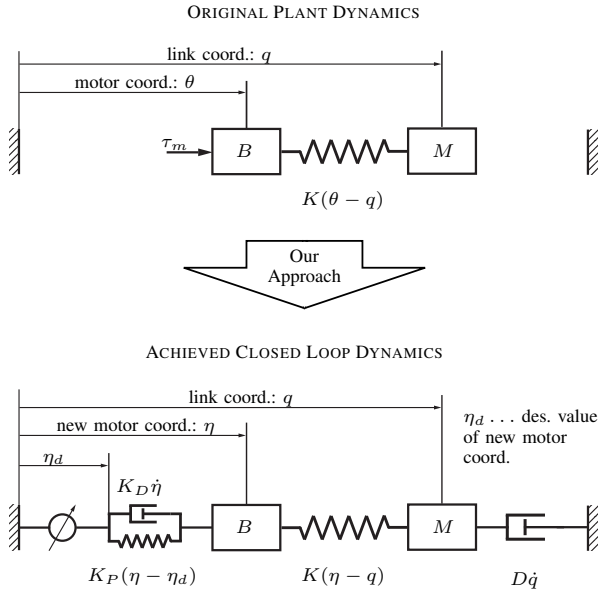 ORIGINAL PLANT DYNAMICS
link coord.: q
motor coord.: θ
τ_m
B
M
K(θ − q)
Our
Approach
ACHIEVED CLOSED LOOP DYNAMICS
link coord.: q
new motor coord.: η
η_d
η_d . . . des. value
of new motor
coord.
K_D η̇
B
M
K_P(η − η_d)
K(η − q)
Dq̇